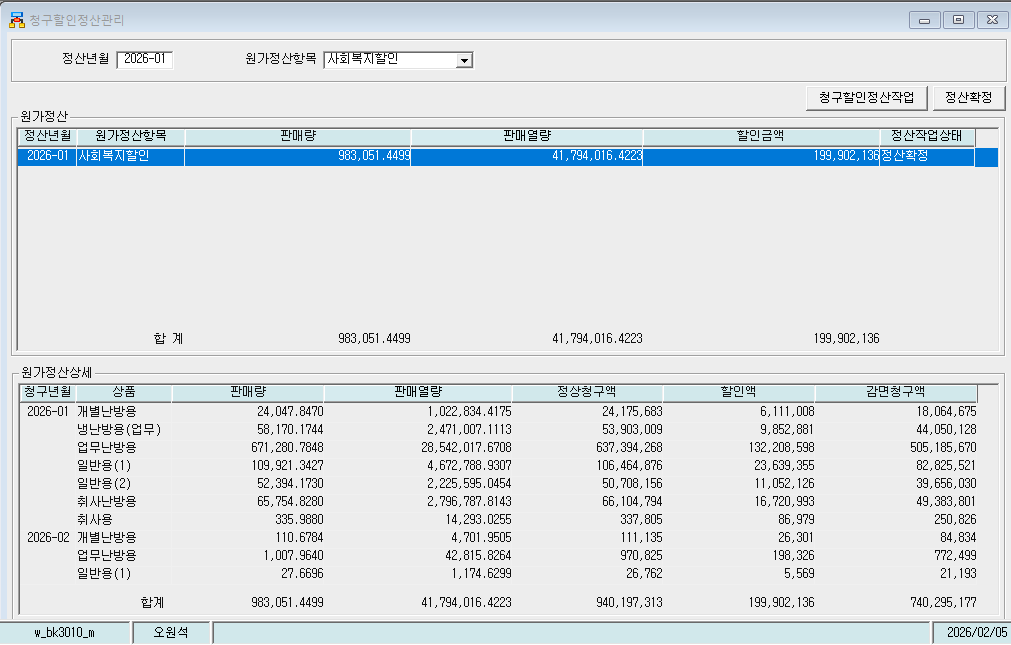 청구할인정산관리
정산년월 2026-01 원가정산항목 사회복지할인
청구할인정산작업 정산확정
원가정산
정산년월 원가정산항목 판매량 판매열량 할인금액 정산작업상태
2026-01 사회복지할인 983,051.4499 41,794,016.4223 199,902,136 정산확정
합 계 983,051.4499 41,794,016.4223 199,902,136
원가정산상세
청구년월 상품 판매량 판매열량 정상청구액 할인액 감면청구액
2026-01 개별난방용 24,047.8470 1,022,834.4175 24,175,683 6,111,008 18,064,675
냉난방용(업무) 58,170.1744 2,471,007.1113 53,903,009 9,852,881 44,050,128
업무난방용 671,280.7848 28,542,017.6708 637,394,268 132,208,598 505,185,670
일반용(1) 109,921.3427 4,672,788.9307 106,464,876 23,639,355 82,825,521
일반용(2) 52,394.1730 2,225,595.0454 50,708,156 11,052,126 39,656,030
취사난방용 65,754.8280 2,796,787.8143 66,104,794 16,720,993 49,383,801
취사용 335.9880 14,293.0255 337,805 86,979 250,826
2026-02 개별난방용 110.6784 4,701.9505 111,135 26,301 84,834
업무난방용 1,007.9640 42,815.8264 970,825 198,326 772,499
일반용(1) 27.6696 1,174.6299 26,762 5,569 21,193
합계 983,051.4499 41,794,016.4223 940,197,313 199,902,136 740,295,177
w_bk3010_m 오원석 2026/02/05